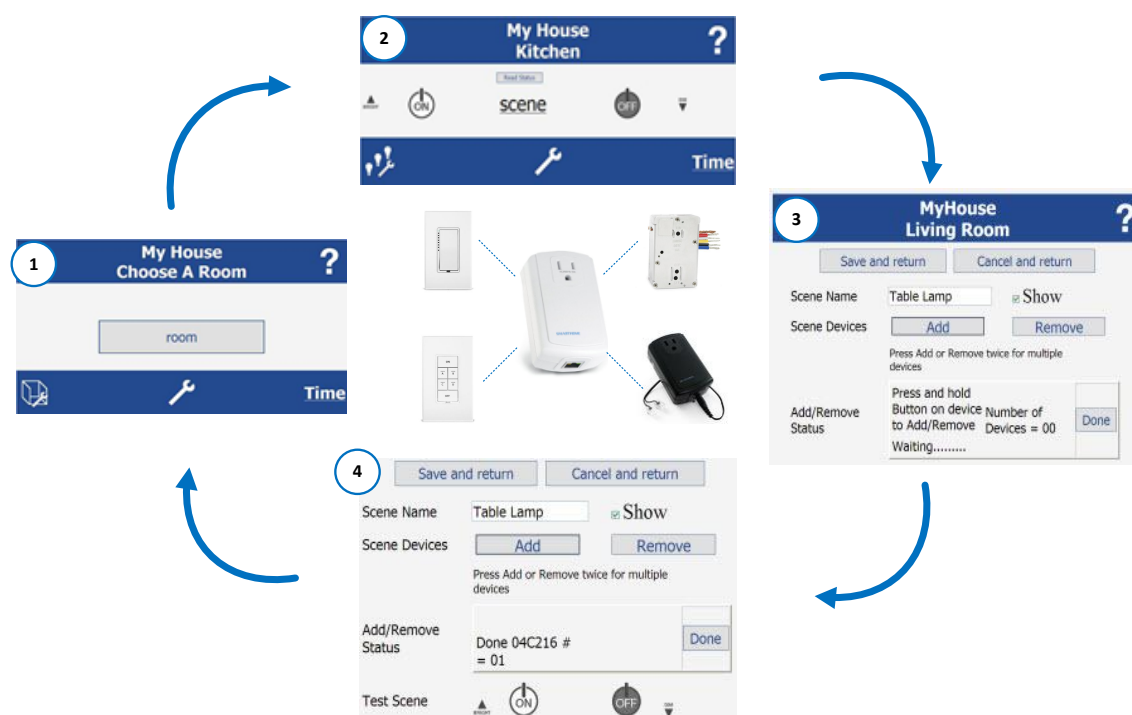 2
My House
Kitchen
?
Read Status
BRIGHT
ON
scene
OFF
DIM
Time
1
My House
Choose A Room
?
room
Time
3
MyHouse
Living Room
?
Save and return
Cancel and return
Scene Name
Table Lamp
Show
Scene Devices
Add
Remove
Press Add or Remove twice for multiple
devices
Add/Remove
Status
Press and hold
Button on device
to Add/Remove
Waiting.........
Number of
Devices = 00
Done
4
Save and return
Cancel and return
Scene Name
Table Lamp
Show
Scene Devices
Add
Remove
Press Add or Remove twice for multiple
devices
Add/Remove
Status
Done 04C216 #
= 01
Done
Test Scene
BRIGHT
ON
OFF
DIM